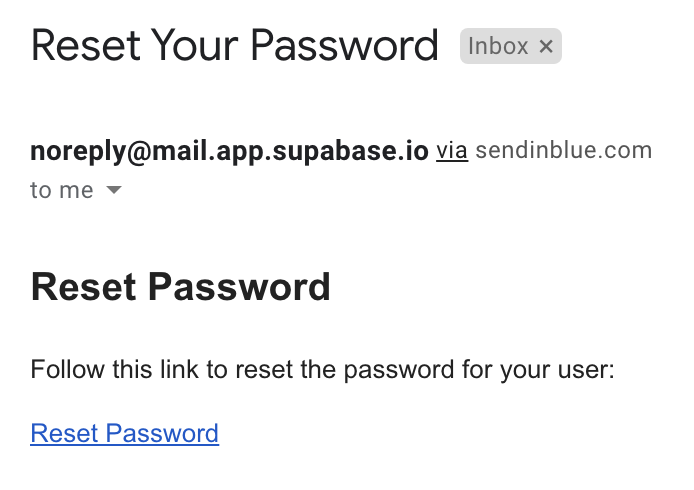 Reset Your Password Inbox ×
noreply@mail.app.supabase.io via sendinblue.com
to me
Reset Password
Follow this link to reset the password for your user:
Reset Password